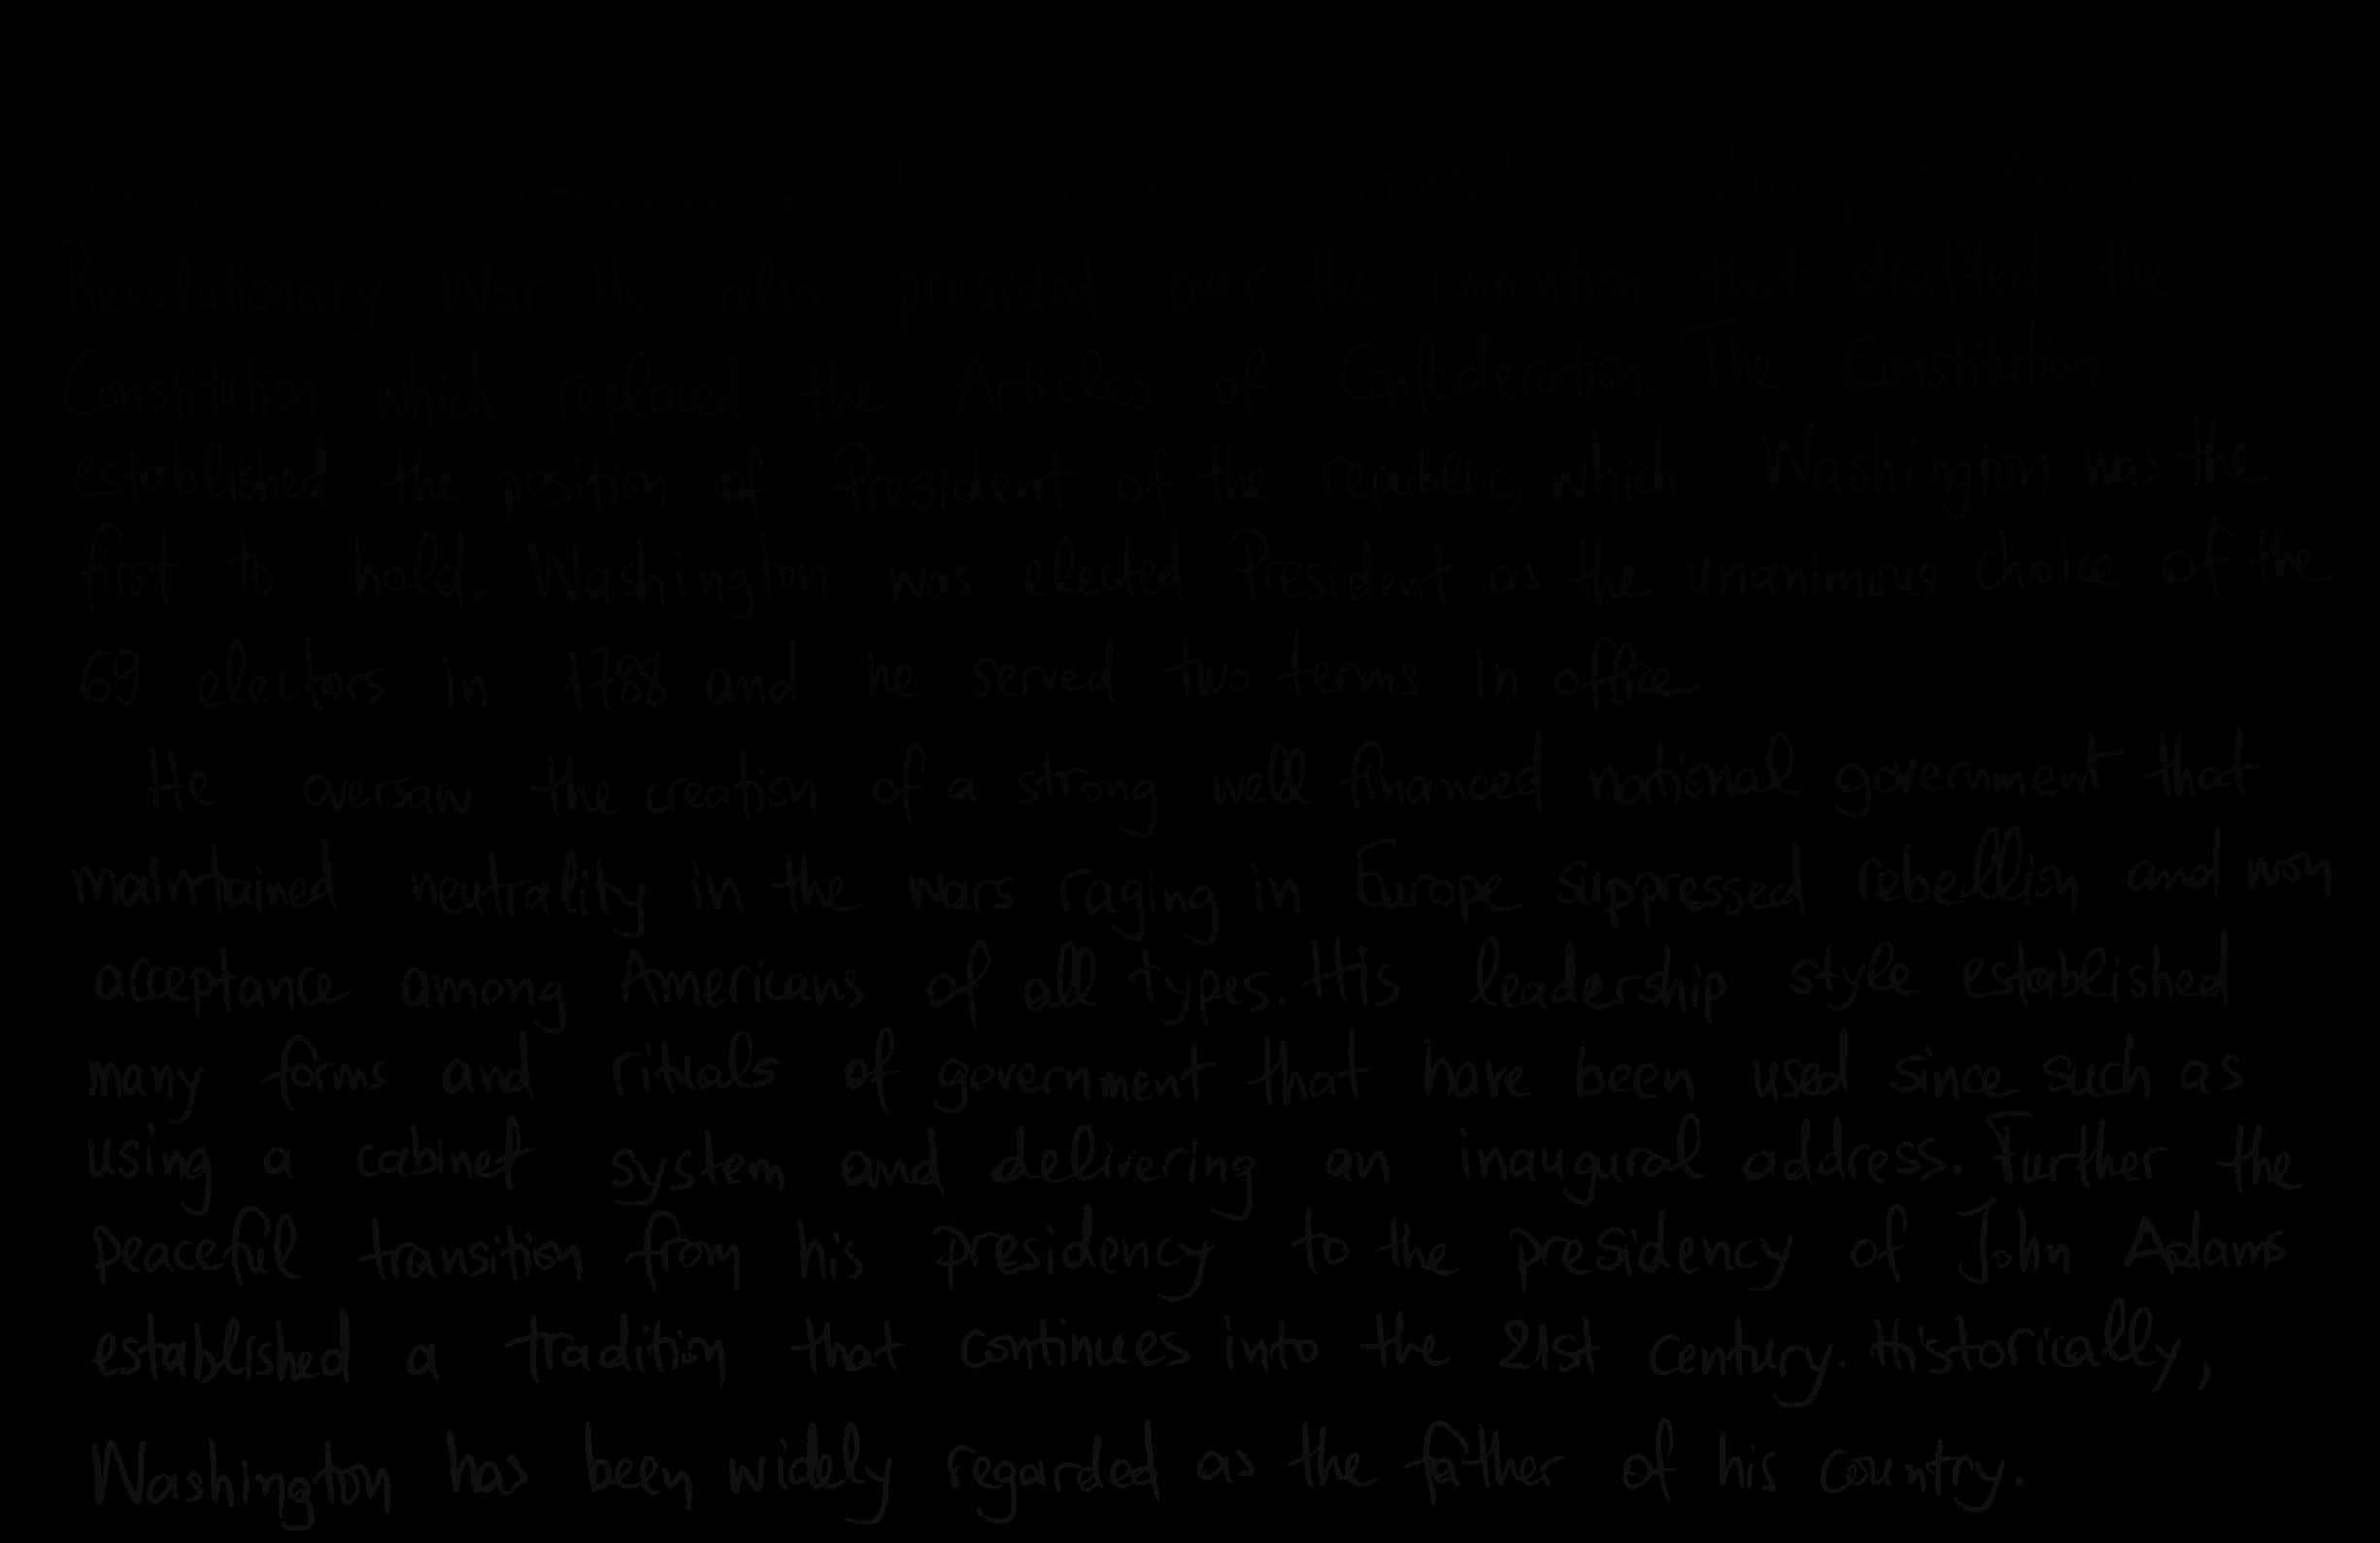 George Washington was one of the Founding Fathers of the United States
serving as the commander in chief of the Continental Army during the American
Revolutionary War. He also presided over the convention that drafted the
Constitution which replaced the Articles of Confederation. The Constitution
established the position of President of the republic, which Washington was the
first to hold. Washington was elected President as the unanimous choice of the
69 electors in 1788 and he served two terms in office.
He oversaw the creation of a strong well financed national government that
maintained neutrality in the wars raging in Europe suppressed rebellion and won
acceptance among Americans of all types. His leadership style established
many forms and rituals of government that have been used since such as
using a cabinet system and delivering an inaugural address. Further the
peaceful transition from his presidency to the presidency of John Adams
established a tradition that continues into the 21st century. Historically,
Washington has been widely regarded as the father of his country.